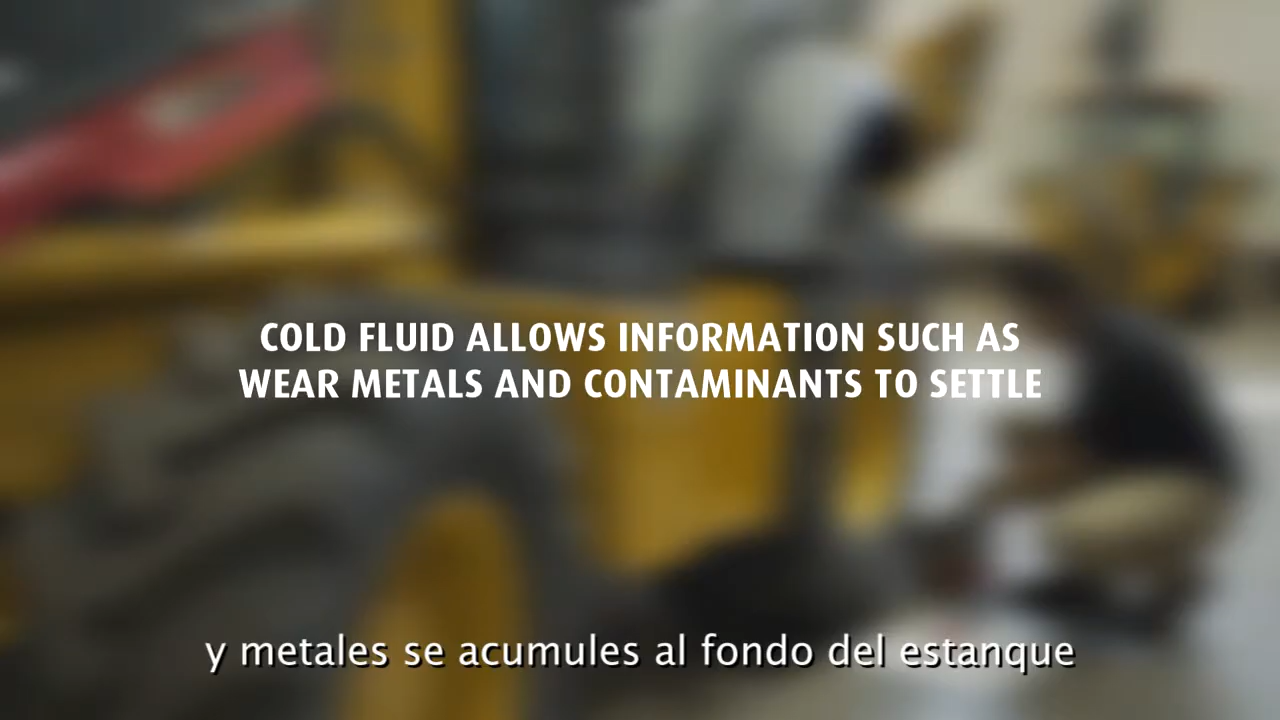 COLD FLUID ALLOWS INFORMATION SUCH AS
WEAR METALS AND CONTAMINANTS TO SETTLE
y metales se acumules al fondo del estanque